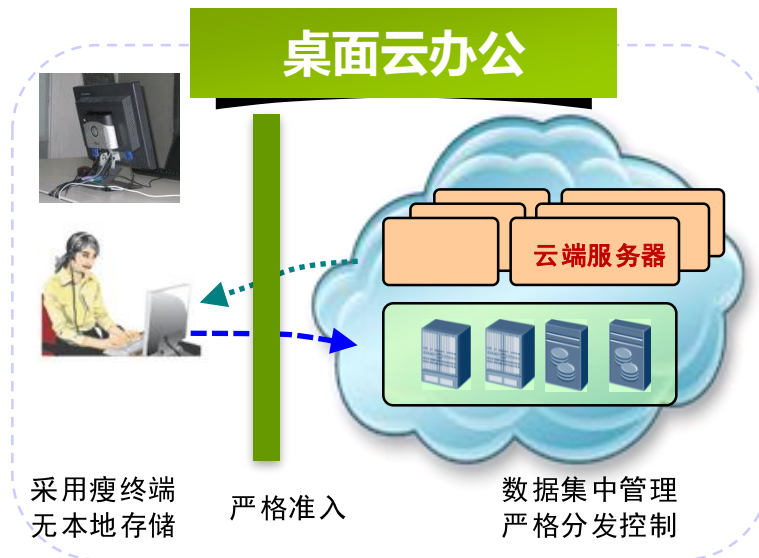 桌面云办公
云端服务器
采用瘦终端
无本地存储
严格准入
数据集中管理
严格分发控制